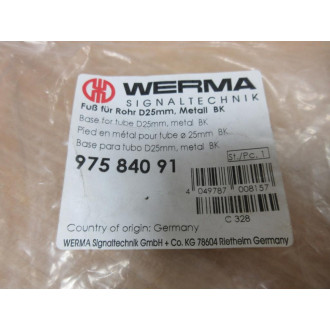 WERMA
SIGNALTECHNIK
Fuß für Rohr D25mm, Metall BK
Base for tube D25mm, metal BK
Pied en métal pour tube ø 25mm BK
Base para tubo D25mm, metal BK
975 840 91
St./Pc. 1
4 049787 008157
C 328
Country of origin: Germany
WERMA Signaltechnik GmbH + Co. KG 78604 Rietheim Germany